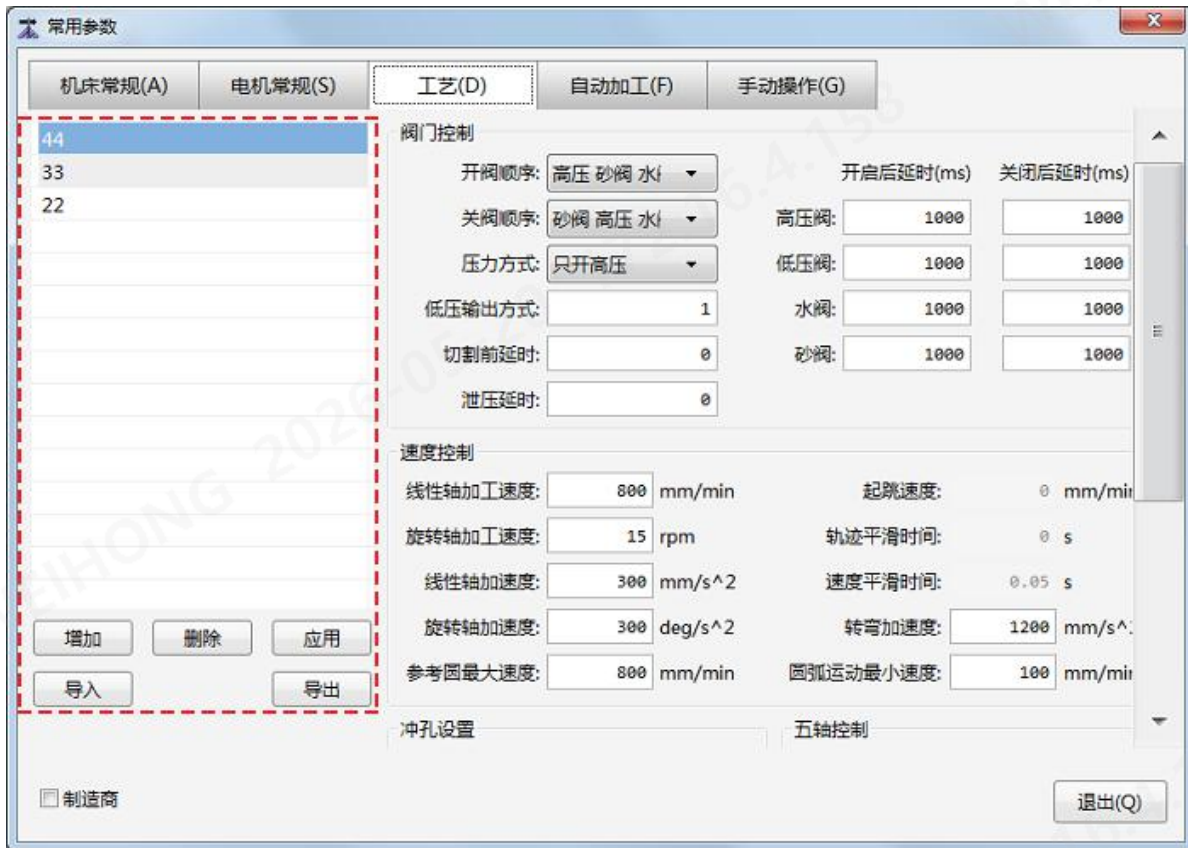 常用参数
机床常规(A) 电机常规(S) 工艺(D) 自动加工(F) 手动操作(G)
44
33
22
增加 删除 应用
导入 导出
阀门控制
开阀顺序: 高压 砂阀 水 开启后延时(ms) 关闭后延时(ms)
关阀顺序: 砂阀 高压 水 高压阀: 1000 1000
压力方式: 只开高压 低压阀: 1000 1000
低压输出方式: 1 水阀: 1000 1000
切割前延时: 0 砂阀: 1000 1000
泄压延时: 0
速度控制
线性轴加工速度: 800 mm/min 起跳速度: 0 mm/min
旋转轴加工速度: 15 rpm 轨迹平滑时间: 0 s
线性轴加速度: 300 mm/s^2 速度平滑时间: 0.05 s
旋转轴加速度: 300 deg/s^2 转弯加速度: 1200 mm/s^
参考圆最大速度: 800 mm/min 圆弧运动最小速度: 100 mm/min
冲孔设置 五轴控制
制造商 退出(Q)